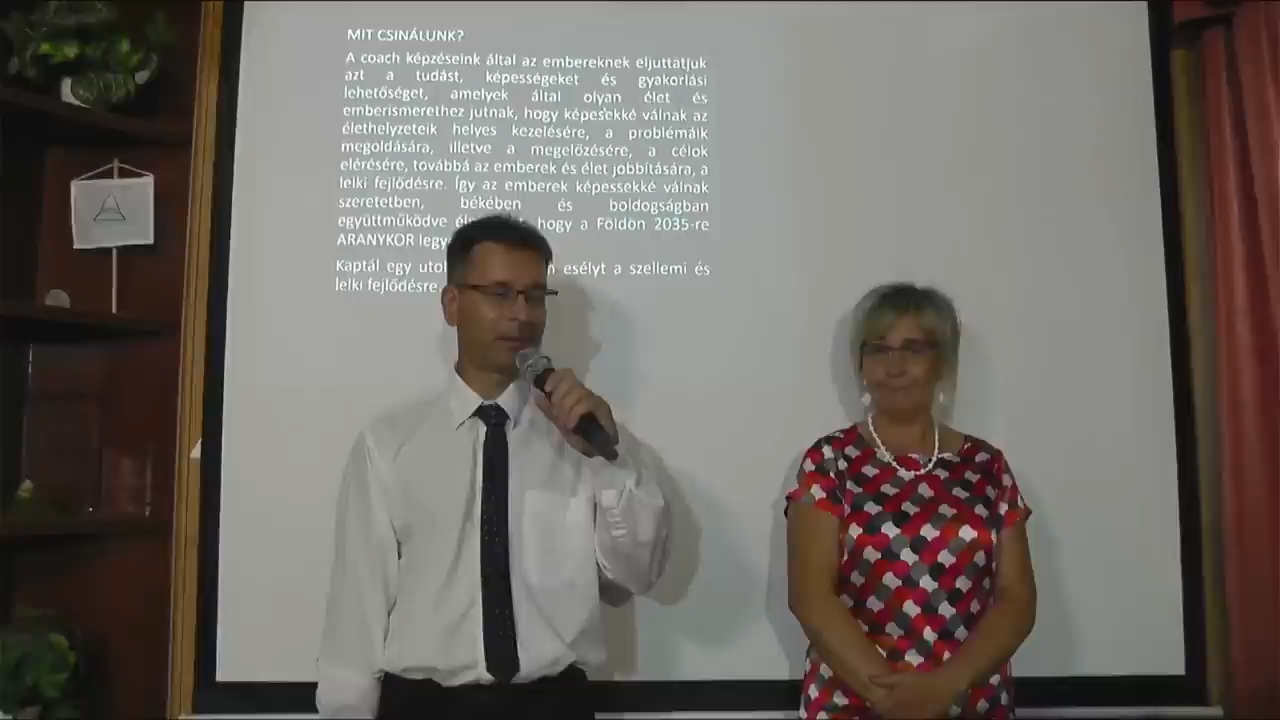 MIT CSINÁLUNK?
A coach képzéseink által az embereknek eljuttatjuk
azt a tudást, képességeket és gyakorlási
lehetőséget, amelyek által olyan élet és
emberismerethez jutnak, hogy képesekké válnak az
élethelyzeteik helyes kezelésére, a problémáik
megoldására, illetve a megelőzésére, a célok
elérésére, továbbá az emberek és élet jobbítására, a
lelki fejlődésre. Így az emberek képessekké válnak
szeretetben, békében és boldogságban
együttműködve hogy a Földön 2035-re
ARANYKOR
Kaptál egy esélyt a szellemi és
lelki fejlődésre